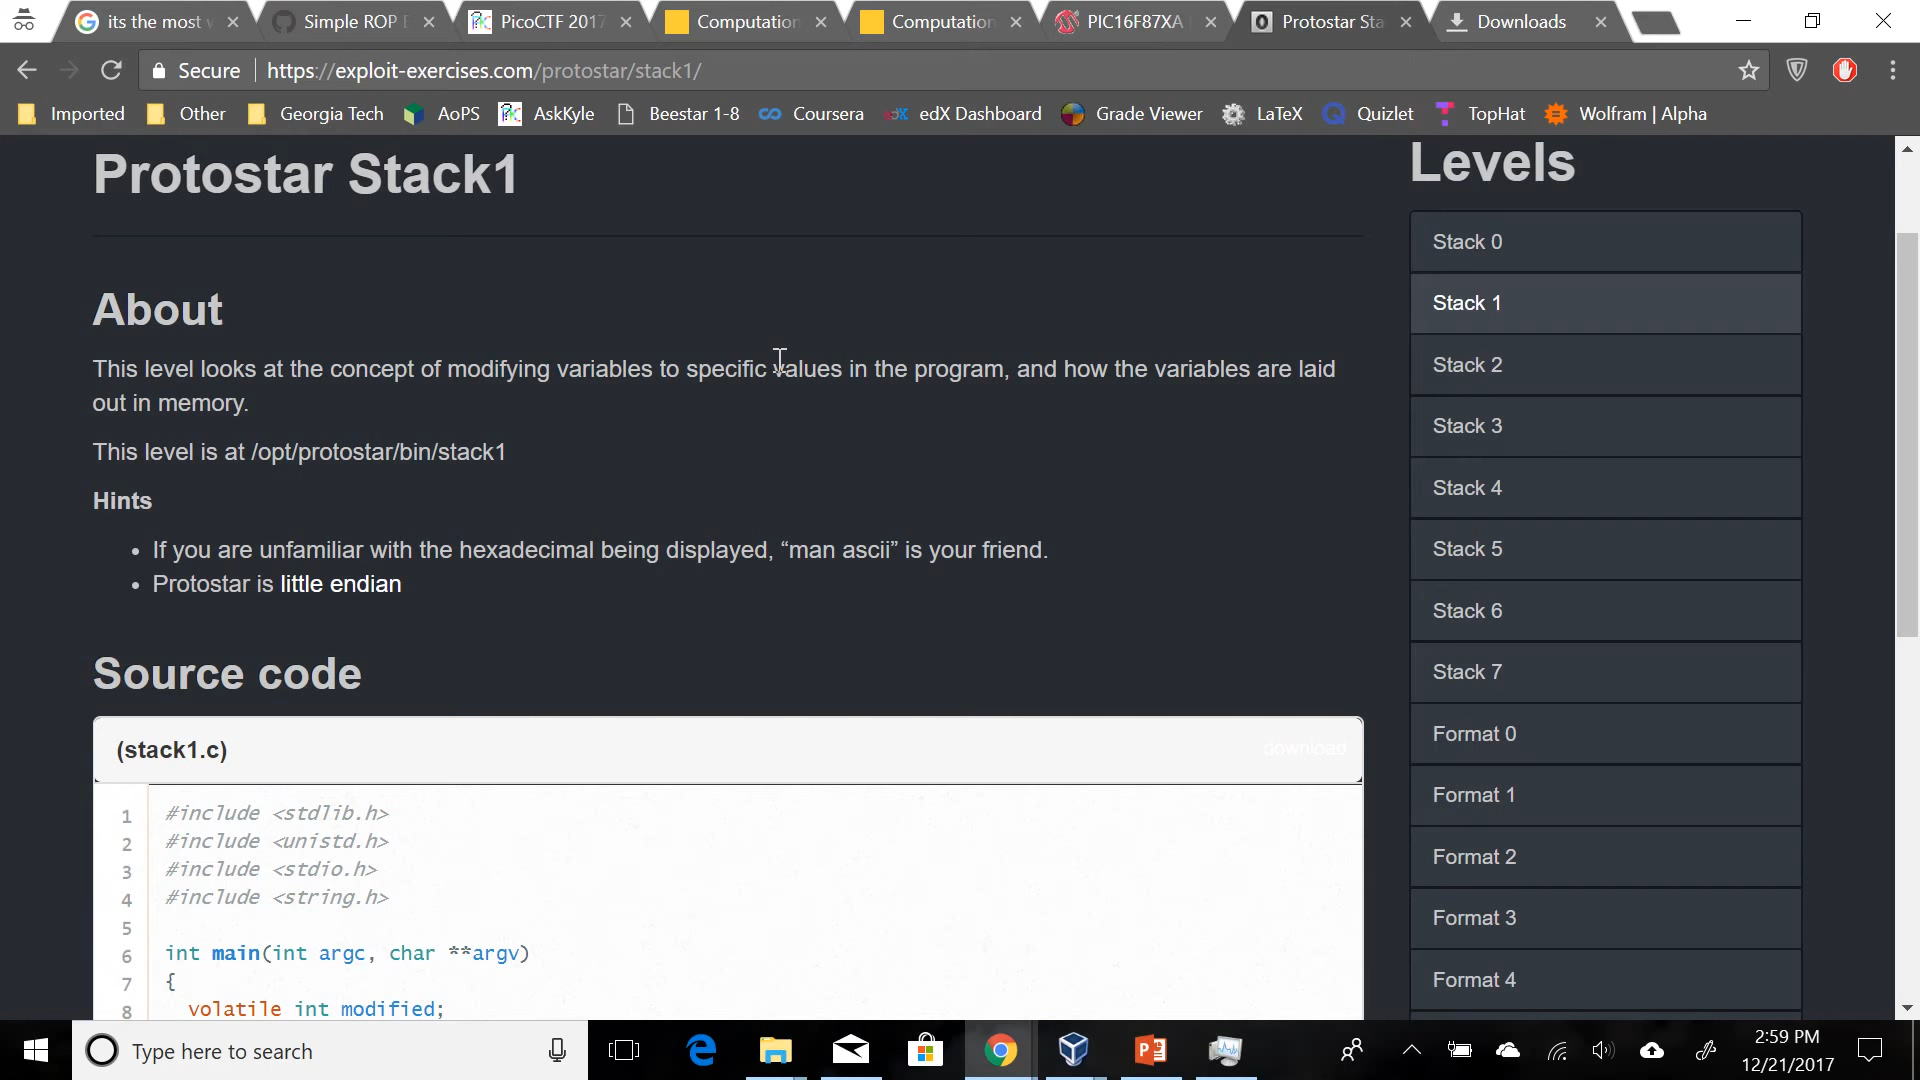 its the most
Simple ROP
PicoCTF 2017
Computation
Computation
PIC16F87XA
Protostar Sta
Downloads
Secure
https://exploit-exercises.com/protostar/stack1/
Imported
Other
Georgia Tech
AoPS
AskKyle
Beestar 1-8
Coursera
edX Dashboard
Grade Viewer
LaTeX
Quizlet
TopHat
Wolfram | Alpha
Protostar Stack1
About
This level looks at the concept of modifying variables to specific values in the program, and how the variables are laid
out in memory.
This level is at /opt/protostar/bin/stack1
Hints
If you are unfamiliar with the hexadecimal being displayed, “man ascii” is your friend.
Protostar is little endian
Source code
(stack1.c)
download
1 #include <stdlib.h>
2 #include <unistd.h>
3 #include <stdio.h>
4 #include <string.h>
5
6 int main(int argc, char **argv)
7 {
8 volatile int modified;
Levels
Stack 0
Stack 1
Stack 2
Stack 3
Stack 4
Stack 5
Stack 6
Stack 7
Format 0
Format 1
Format 2
Format 3
Format 4
Type here to search
2:59 PM
12/21/2017